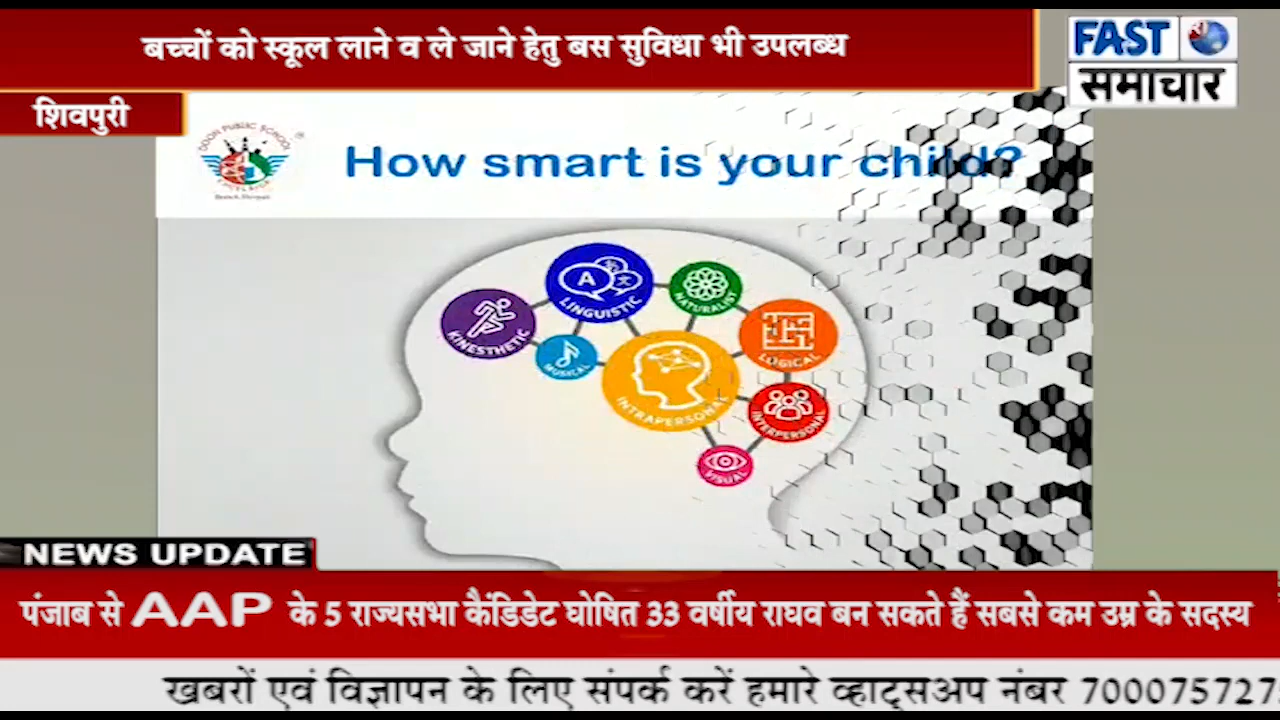 बच्चों को स्कूल लाने व ले जाने हेतु बस सुविधा भी उपलब्ध
FAST
समाचार
शिवपुरी
DOON PUBLIC SCHOOL
How smart is your child?
LINGUISTIC
NATURALIST
KINESTHETIC
MUSICAL
LOGICAL
INTRAPERSONAL
INTERPERSONAL
VISUAL
NEWS UPDATE
पंजाब से AAP के 5 राज्यसभा कैंडिडेट घोषित 33 वर्षीय राघव बन सकते हैं सबसे कम उम्र के सदस्य
खबरों एवं विज्ञापन के लिए संपर्क करें हमारे व्हाट्सअप नंबर 700075727